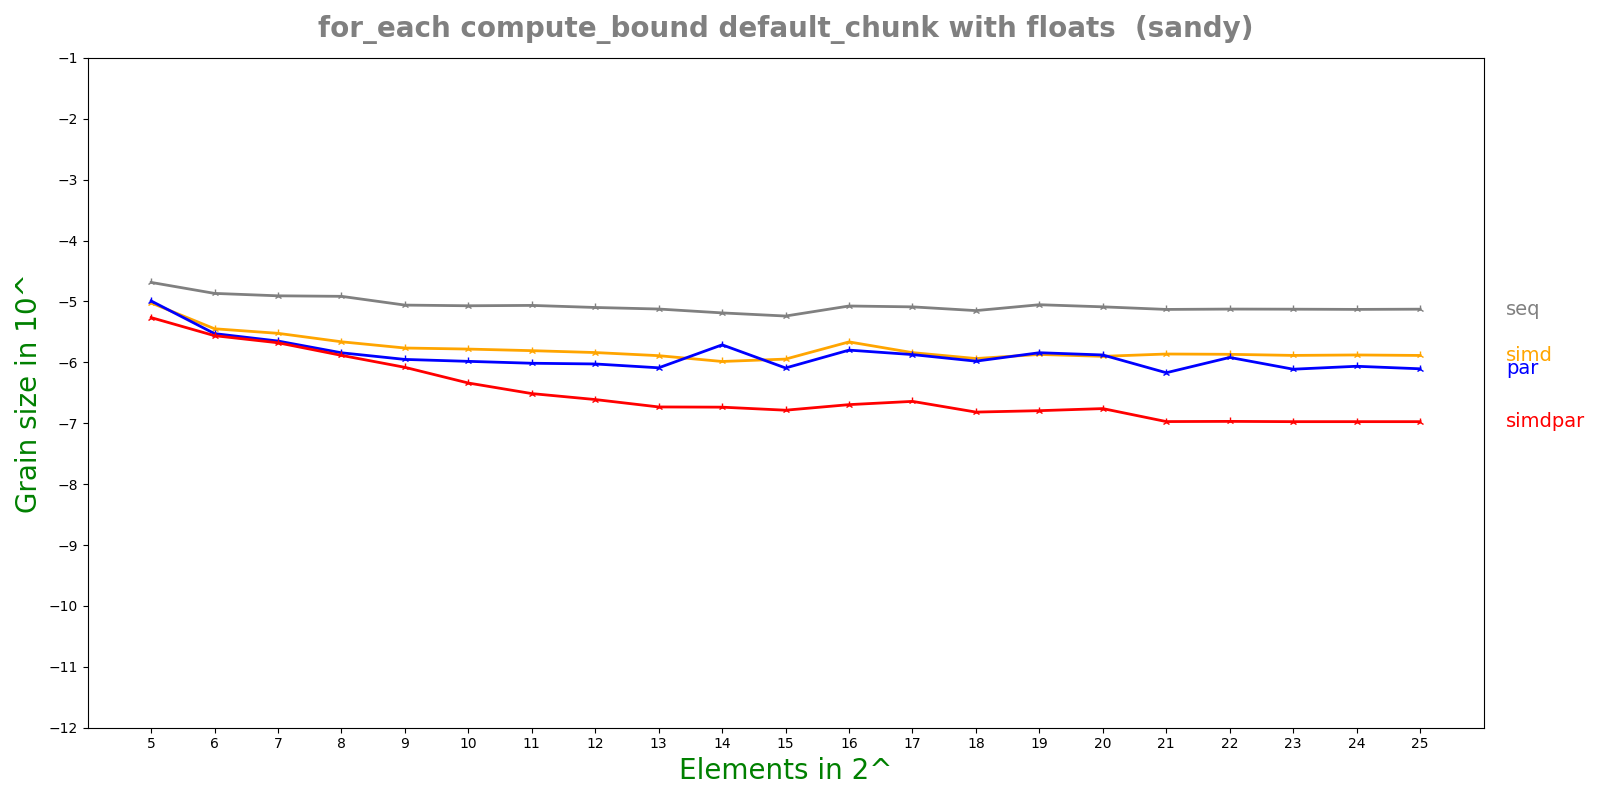 for_each compute_bound default_chunk with floats (sandy)
Grain size in 10^
−1
−2
−3
−4
−5
−6
−7
−8
−9
−10
−11
−12
seq
simd
par
simdpar
5 6 7 8 9 10 11 12 13 14 15 16 17 18 19 20 21 22 23 24 25
Elements in 2^